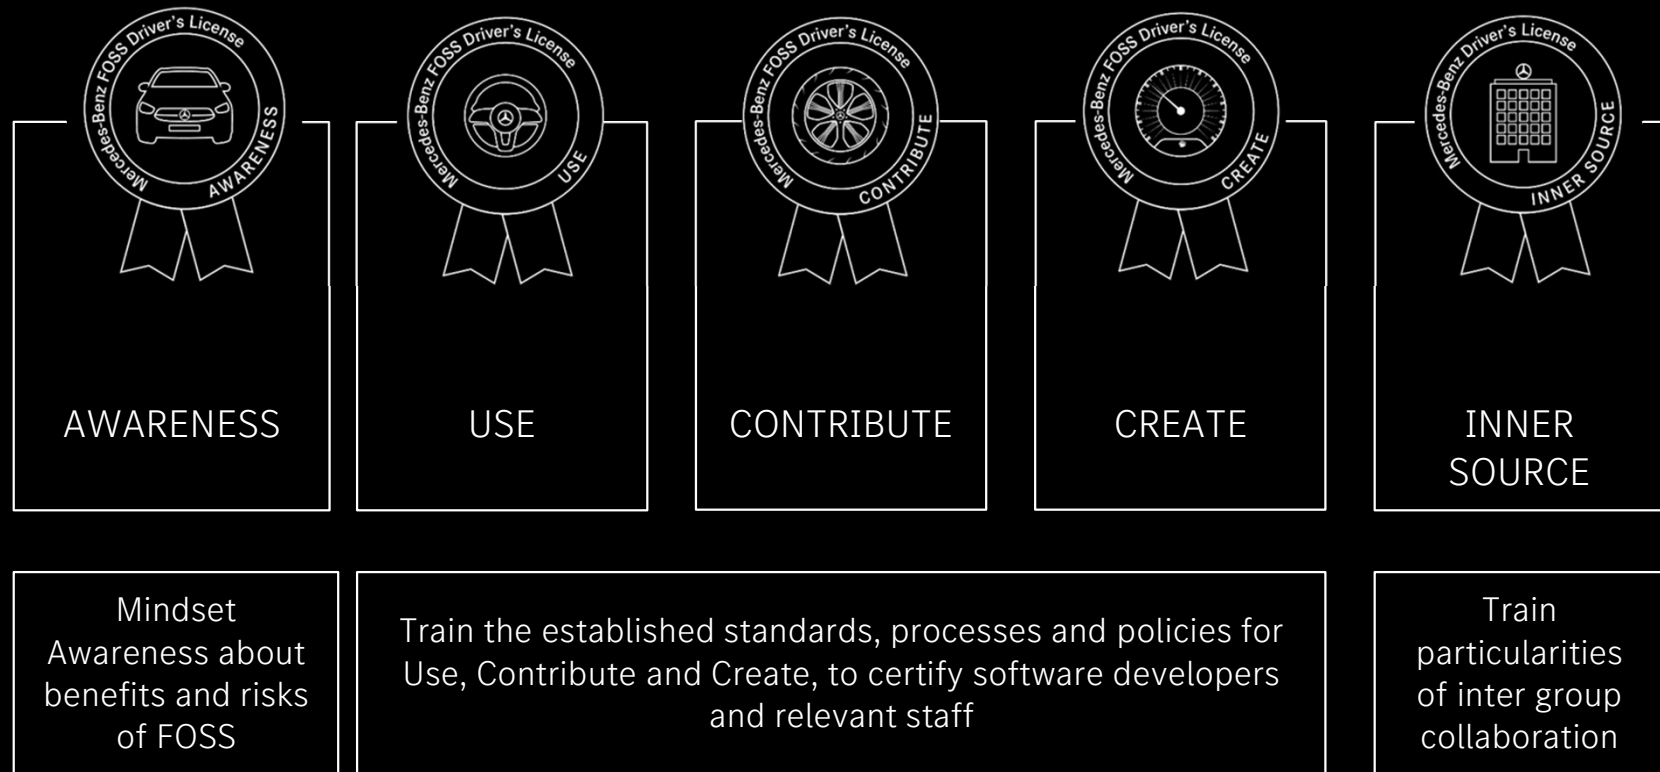 Mercedes-Benz FOSS Driver's License
AWARENESS
Mercedes-Benz FOSS Driver's License
USE
Mercedes-Benz FOSS Driver's License
CONTRIBUTE
Mercedes-Benz FOSS Driver's License
CREATE
Mercedes-Benz Driver's License
INNER SOURCE
AWARENESS
USE
CONTRIBUTE
CREATE
INNER
SOURCE
Mindset
Awareness about
benefits and risks
of FOSS
Train the established standards, processes and policies for
Use, Contribute and Create, to certify software developers
and relevant staff
Train
particularities
of inter group
collaboration